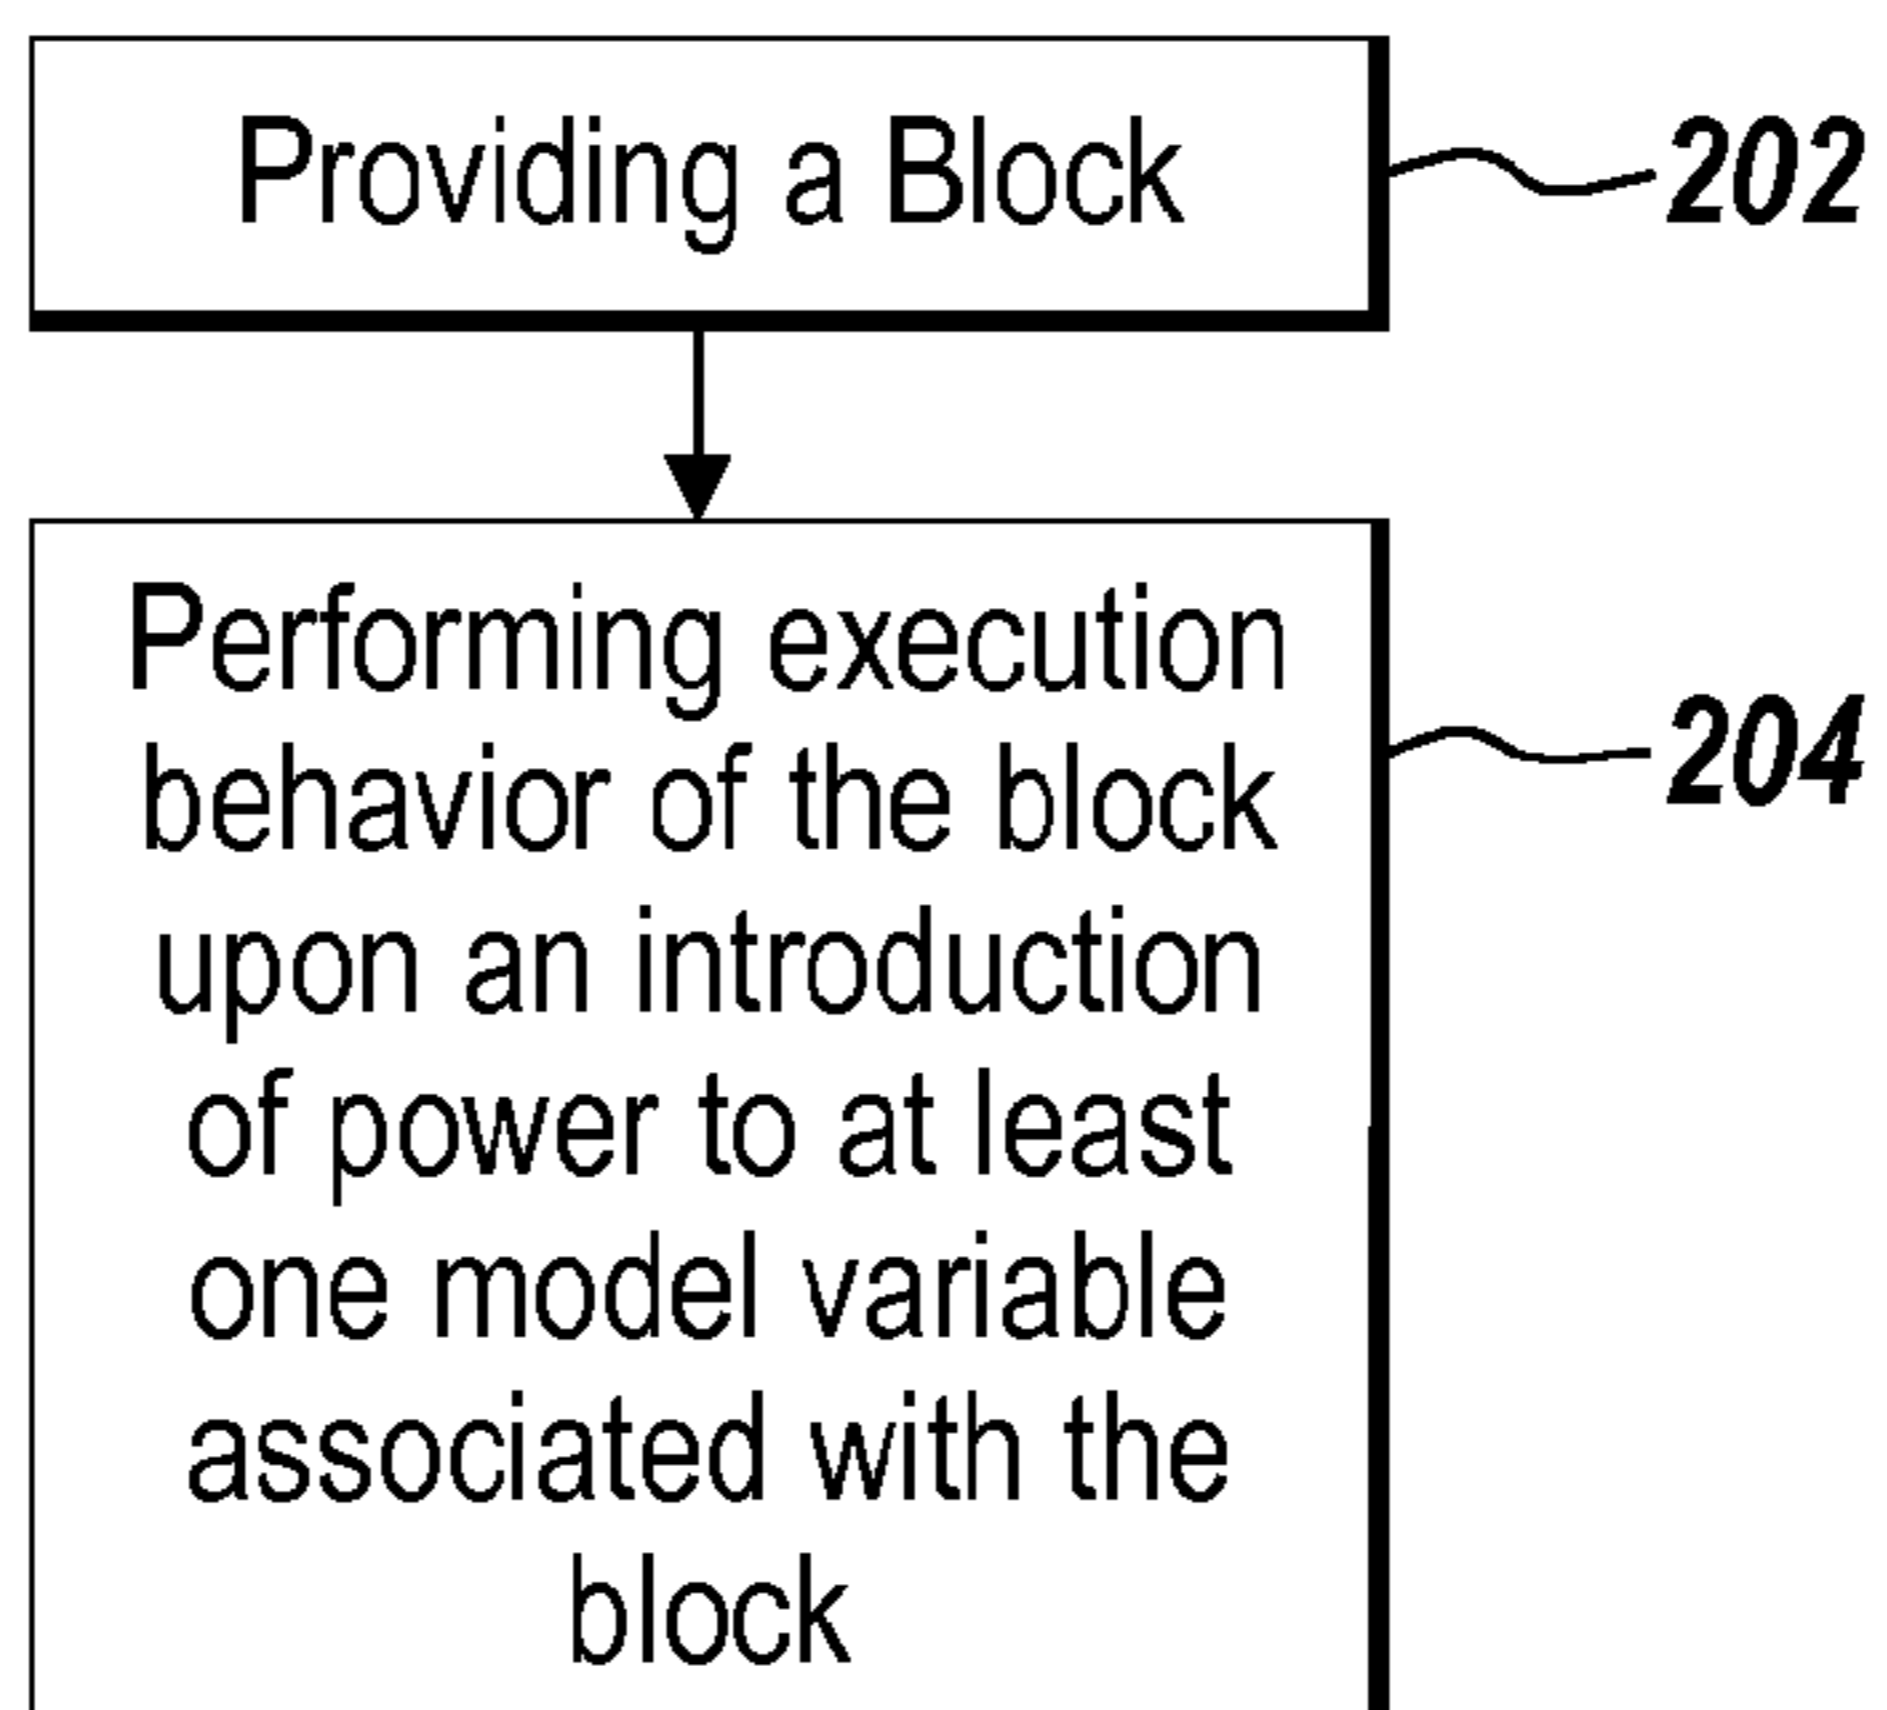 Providing a Block
202
Performing execution
204
behavior of the block
upon an introduction
of power to at least
one model variable
associated with the
block